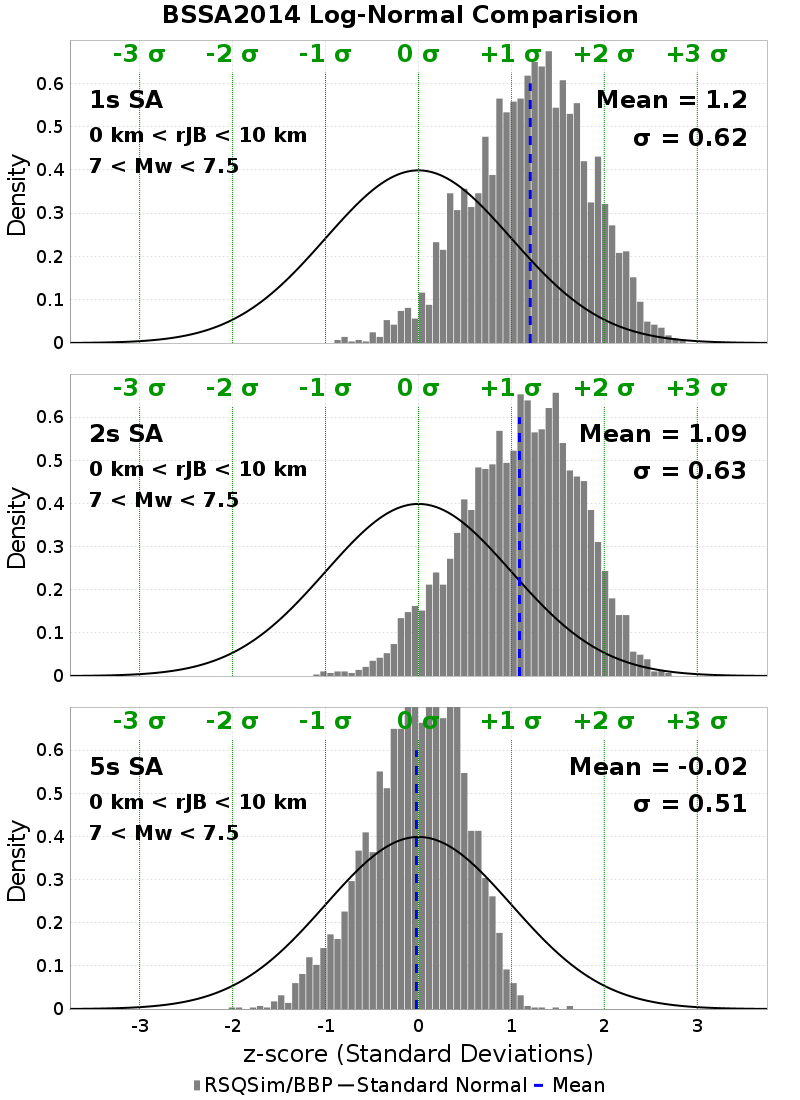 BSSA2014 Log-Normal Comparision
-3 σ -2 σ -1 σ 0 σ +1 σ +2 σ +3 σ
1s SA
Mean = 1.2
0 km < rJB < 10 km
σ = 0.62
7 < Mw < 7.5
Density
0.6
0.5
0.4
0.3
0.2
0.1
0
-3 σ -2 σ -1 σ 0 σ +1 σ +2 σ +3 σ
2s SA
Mean = 1.09
0 km < rJB < 10 km
σ = 0.63
7 < Mw < 7.5
Density
0.6
0.5
0.4
0.3
0.2
0.1
0
-3 σ -2 σ -1 σ 0 σ +1 σ +2 σ +3 σ
5s SA
Mean = -0.02
0 km < rJB < 10 km
σ = 0.51
7 < Mw < 7.5
Density
0.6
0.5
0.4
0.3
0.2
0.1
0
-3 -2 -1 0 1 2 3
z-score (Standard Deviations)
RSQSim/BBP Standard Normal Mean